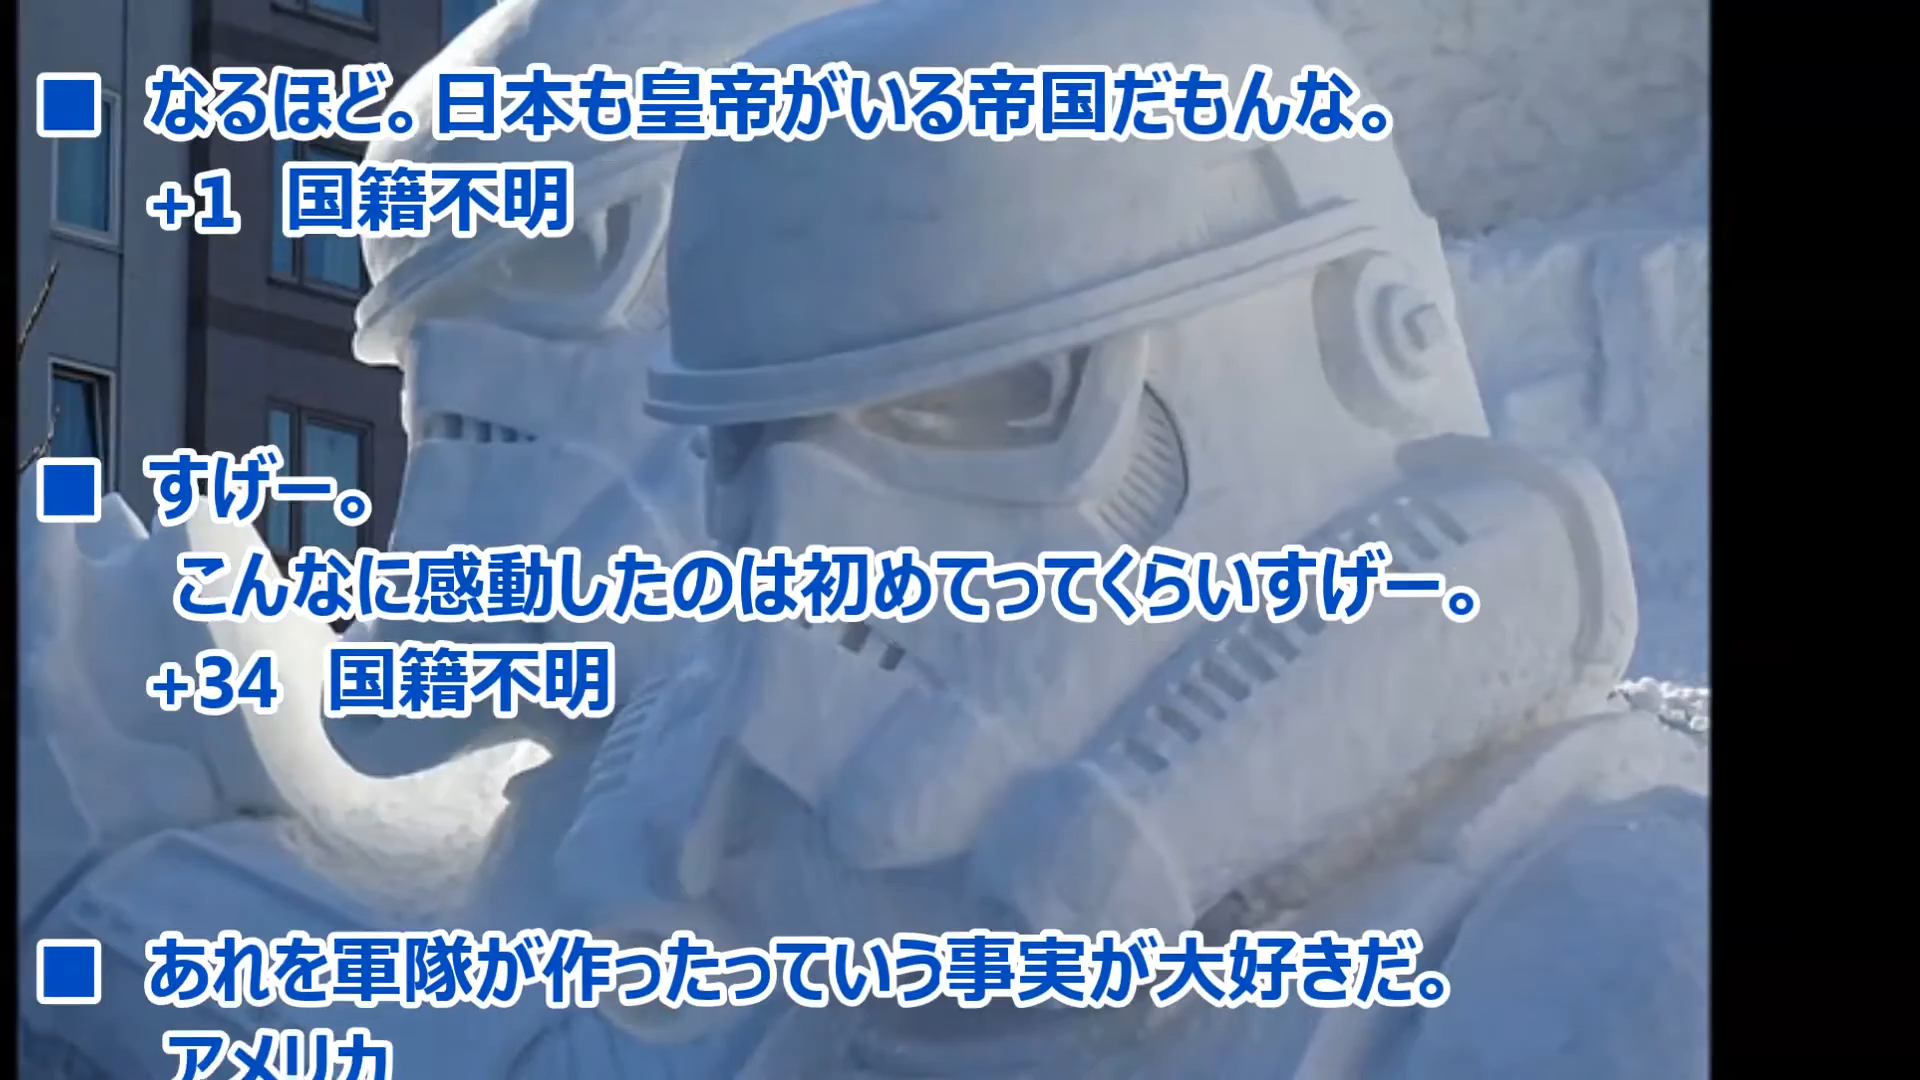 ■ なるほど。日本も皇帝がいる帝国だもんな。
+1 国籍不明
■ すげー。
こんなに感動したのは初めてってくらいすげー。
+34 国籍不明
■ あれを軍隊が作ったっていう事実が大好きだ。
アメリカ